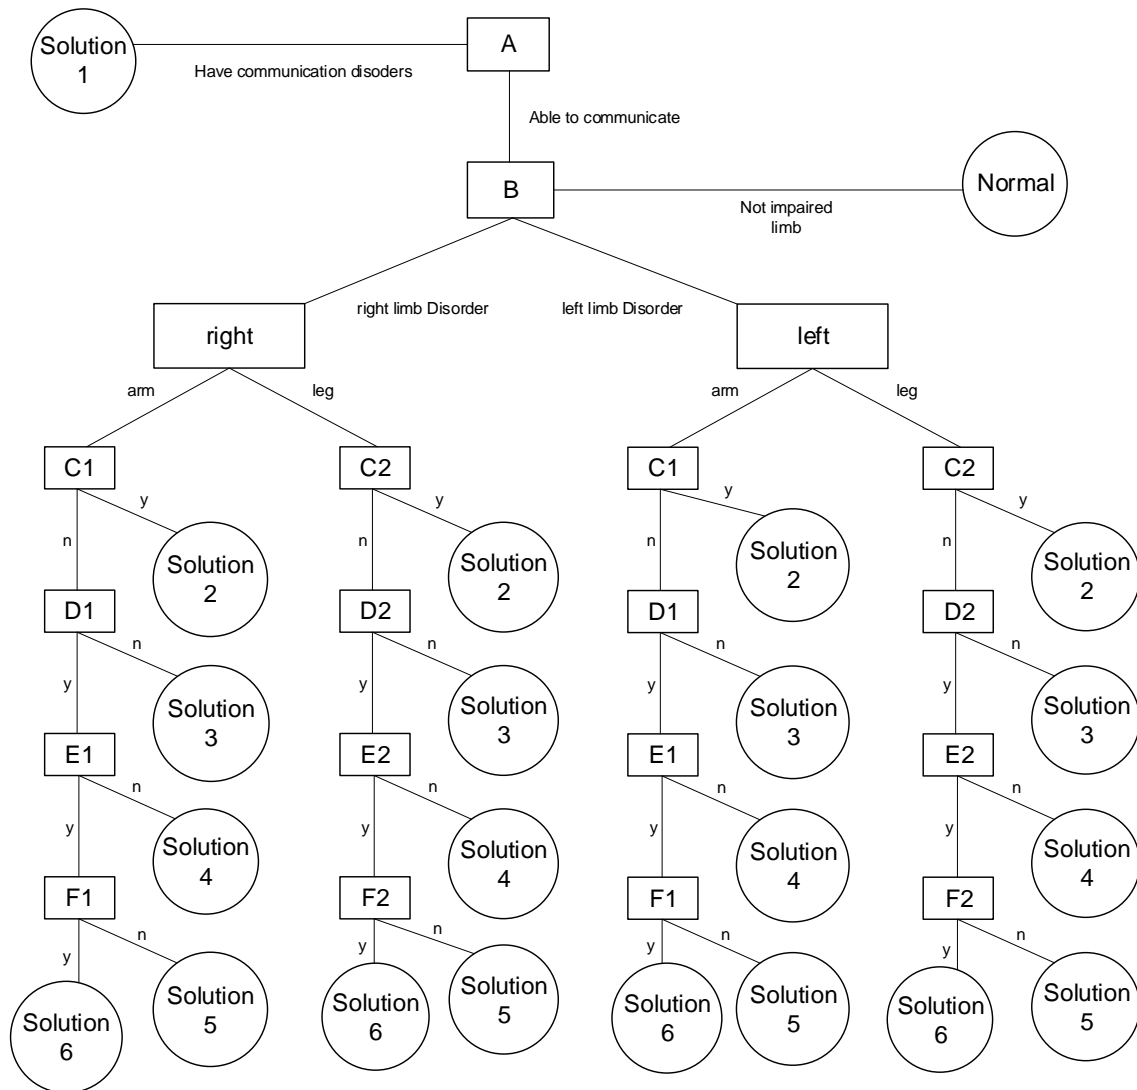 Solution
1
A
Have communication disoders
Able to communicate
B
Normal
Not impaired
limb
right limb Disorder
left limb Disorder
right
left
arm
leg
arm
leg
C1
C2
C1
C2
y
y
y
y
n
n
n
n
Solution
2
Solution
2
Solution
2
Solution
2
D1
D2
D1
D2
n
n
n
n
y
y
y
y
Solution
3
Solution
3
Solution
3
Solution
3
E1
E2
E1
E2
n
n
n
n
y
y
y
y
Solution
4
Solution
4
Solution
4
Solution
4
F1
F2
F1
F2
n
n
n
n
y
y
y
y
Solution
6
Solution
5
Solution
6
Solution
5
Solution
6
Solution
5
Solution
6
Solution
5